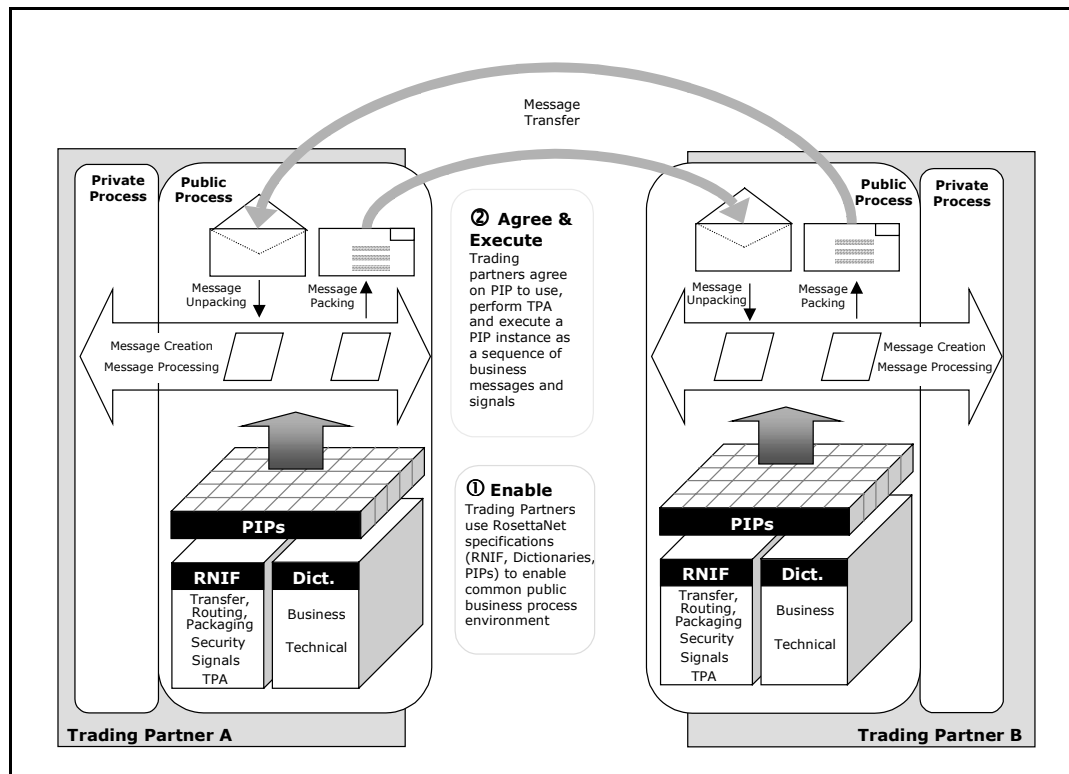 Message
Transfer
Private
Process
Public
Process
Message
Unpacking
Message
Packing
Message Creation
Message Processing
PIPs
RNIF
Transfer,
Routing,
Packaging
Security
Signals
TPA
Dict.
Business
Technical
Trading Partner A
② Agree &
Execute
Trading
partners agree
on PIP to use,
perform TPA
and execute a
PIP instance as
a sequence of
business
messages and
signals
① Enable
Trading Partners
use RosettaNet
specifications
(RNIF, Dictionaries,
PIPs) to enable
common public
business process
environment
Public
Process
Private
Process
Message
Unpacking
Message
Packing
Message Creation
Message Processing
PIPs
RNIF
Transfer,
Routing,
Packaging
Security
Signals
TPA
Dict.
Business
Technical
Trading Partner B